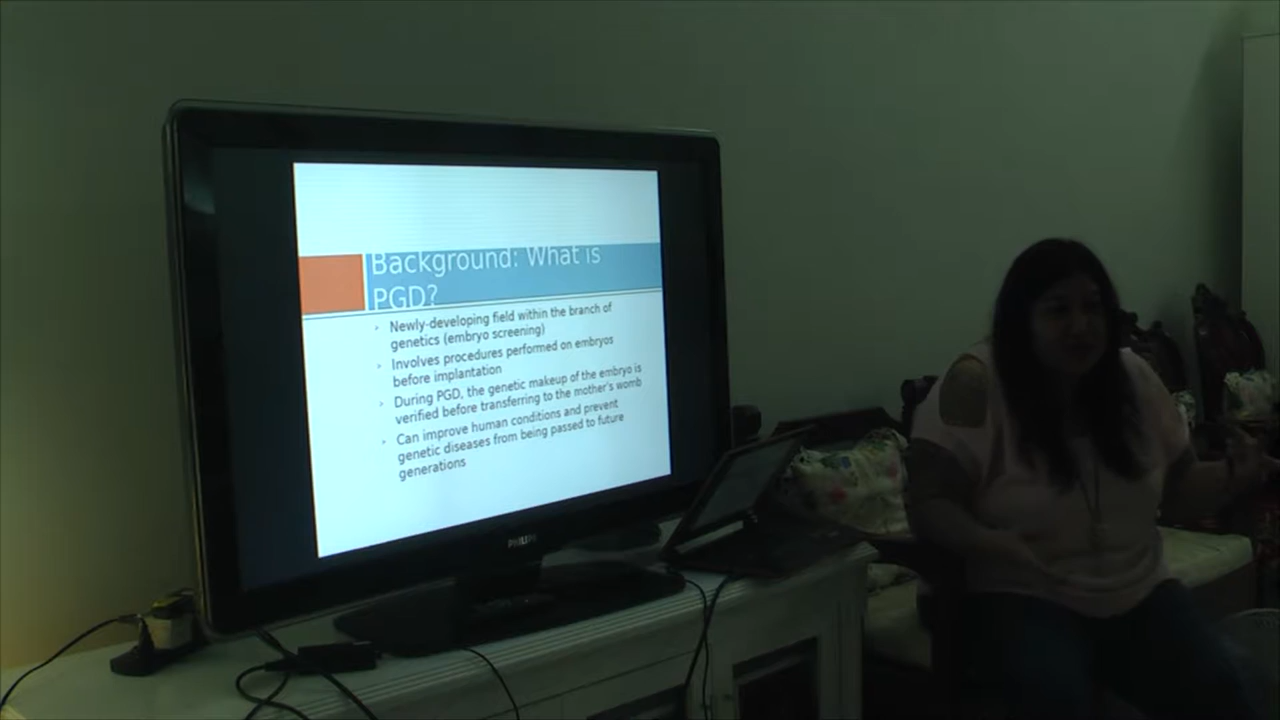 Background: What is
PGD?
Newly-developing field within the branch of
genetics (embryo screening)
Involves procedures performed on embryos
before implantation
During PGD, the genetic makeup of the embryo is
verified before transferring to the mother's womb
Can improve human conditions and prevent
genetic diseases from being passed to future
generations
PHILIPS